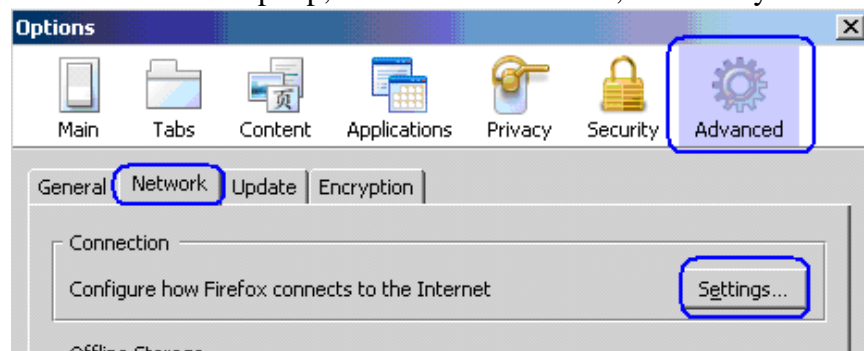 Options
页
Main Tabs Content Applications Privacy Security Advanced
General Network Update Encryption
Connection
Configure how Firefox connects to the Internet Settings...